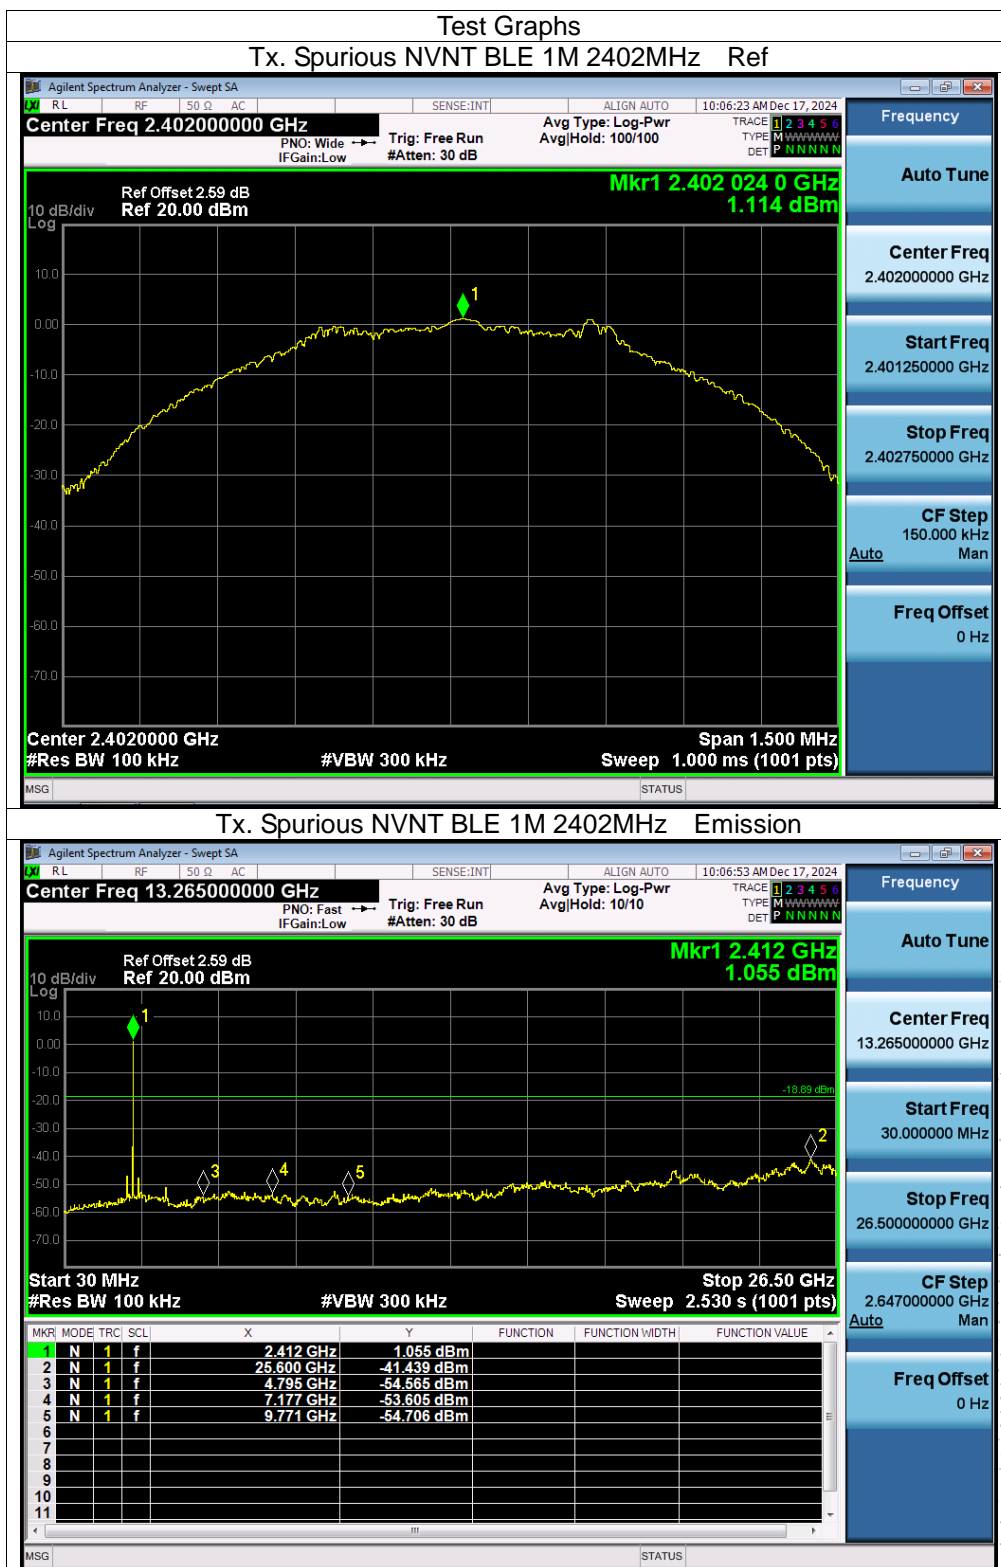 Test Graphs
Tx. Spurious NVNT BLE 1M 2402MHz Ref
Agilent Spectrum Analyzer - Swept SA
LXI RL RF 50 Ω AC SENSE:INT ALIGN AUTO 10:06:23 AM Dec 17, 2024
Center Freq 2.402000000 GHz Avg Type: Log-Pwr TRACE 1 2 3 4 5 6
PNO: Wide Trig: Free Run Avg|Hold: 100/100 TYPE M WWWWW
IFGain:Low #Atten: 30 dB DET P N N N N N
Mkr1 2.402 024 0 GHz
1.114 dBm
Ref Offset 2.59 dB
10 dB/div Ref 20.00 dBm
Log
10.0
0.00
-10.0
-20.0
-30.0
-40.0
-50.0
-60.0
-70.0
1
Center 2.4020000 GHz Span 1.500 MHz
#Res BW 100 kHz #VBW 300 kHz Sweep 1.000 ms (1001 pts)
MSG STATUS
Frequency
Auto Tune
Center Freq
2.402000000 GHz
Start Freq
2.401250000 GHz
Stop Freq
2.402750000 GHz
CF Step
150.000 kHz
Auto Man
Freq Offset
0 Hz
Tx. Spurious NVNT BLE 1M 2402MHz Emission
Agilent Spectrum Analyzer - Swept SA
LXI RL RF 50 Ω AC SENSE:INT ALIGN AUTO 10:06:53 AM Dec 17, 2024
Center Freq 13.265000000 GHz Avg Type: Log-Pwr TRACE 1 2 3 4 5 6
PNO: Fast Trig: Free Run Avg|Hold: 10/10 TYPE M WWWWW
IFGain:Low #Atten: 30 dB DET P N N N N N
Mkr1 2.412 GHz
1.055 dBm
Ref Offset 2.59 dB
10 dB/div Ref 20.00 dBm
Log
10.0
0.00
-10.0
-20.0
-30.0
-40.0
-50.0
-60.0
-70.0
1
-18.89 dBm
2
3
4
5
Start 30 MHz Stop 26.50 GHz
#Res BW 100 kHz #VBW 300 kHz Sweep 2.530 s (1001 pts)
MKR MODE TRC SCL X Y FUNCTION FUNCTION WIDTH FUNCTION VALUE
1 N 1 f 2.412 GHz 1.055 dBm
2 N 1 f 25.600 GHz -41.439 dBm
3 N 1 f 4.795 GHz -54.565 dBm
4 N 1 f 7.177 GHz -53.605 dBm
5 N 1 f 9.771 GHz -54.706 dBm
6
7
8
9
10
11
MSG STATUS
Frequency
Auto Tune
Center Freq
13.265000000 GHz
Start Freq
30.000000 MHz
Stop Freq
26.500000000 GHz
CF Step
2.647000000 GHz
Auto Man
Freq Offset
0 Hz